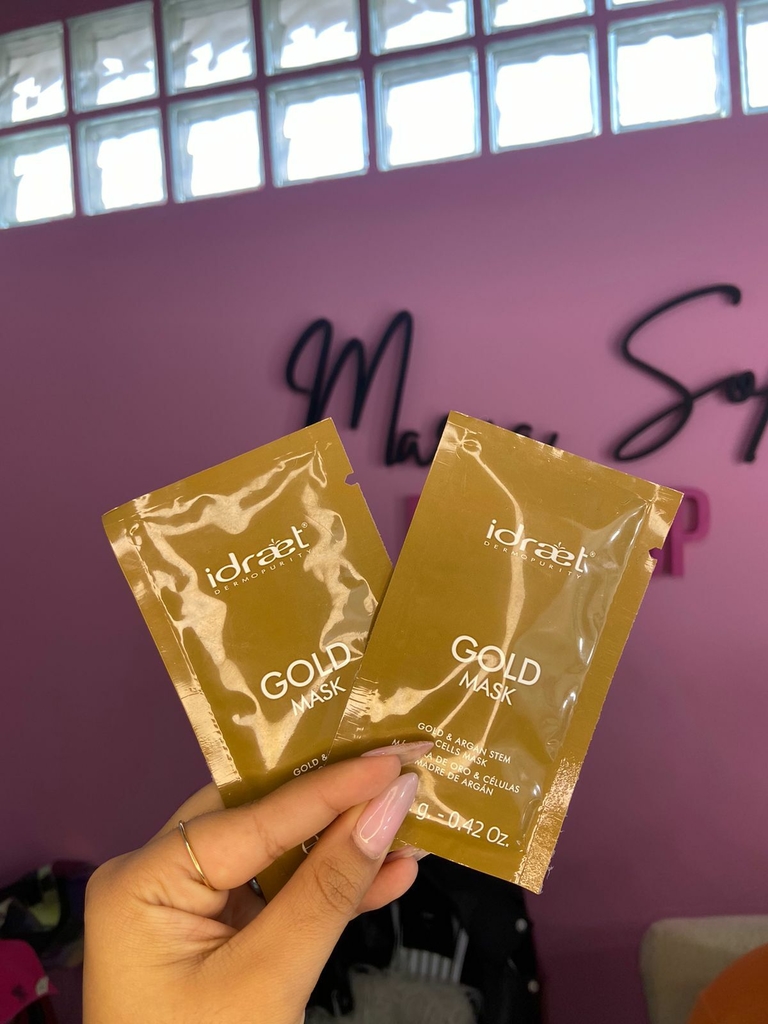 idraet®
DERMOPURITY
GOLD
MASK
GOLD &
idraet®
DERMOPURITY
GOLD
MASK
GOLD & ARGAN STEM
CELLS MASK
DE ORO & CÉLULAS
MADRE DE ARGÁN
g. - 0.42 Oz.